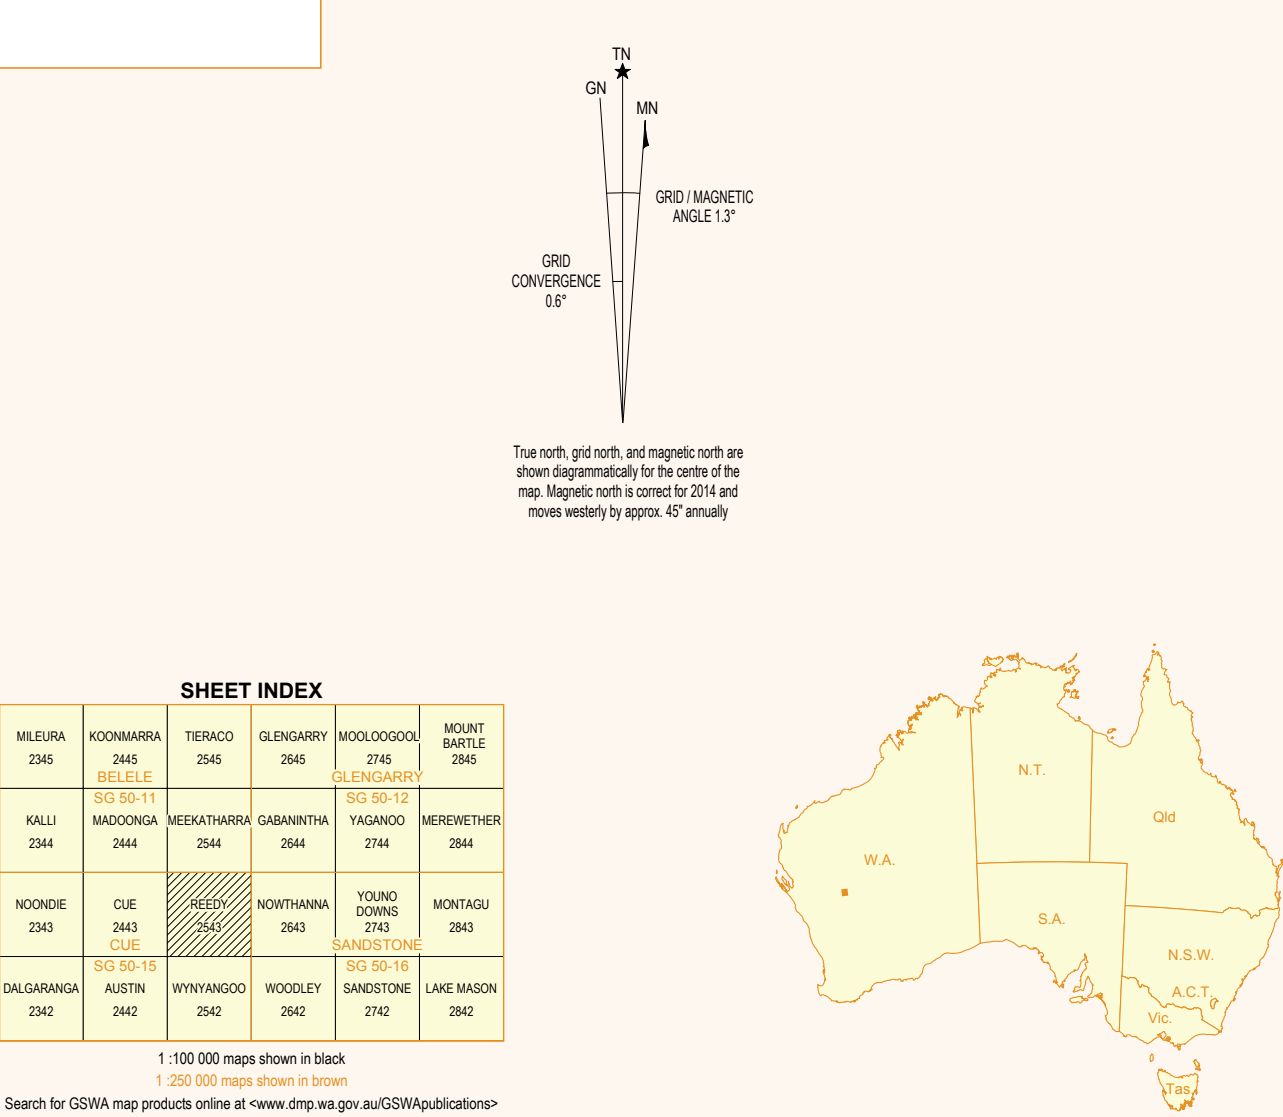 TN
GN
MN
GRID / MAGNETIC
ANGLE 1.3°
GRID
CONVERGENCE
0.6°
True north, grid north, and magnetic north are
shown diagrammatically for the centre of the
map. Magnetic north is correct for 2014 and
moves westerly by approx. 45" annually
SHEET INDEX
MILEURA
2345
KOONMARRA
2445
TIERACO
2545
GLENGARRY
2645
MOOLOOGOOL
2745
MOUNT
BARTLE
2845
BELELE
GLENGARRY
SG 50-11
SG 50-12
KALLI
2344
MADOONGA
2444
MEEKATHARRA
2544
GABANINTHA
2644
YAGANOO
2744
MEREWETHER
2844
NOONDIE
2343
CUE
2443
REEDY
2543
NOWTHANNA
2643
YOUNO
DOWNS
2743
MONTAGU
2843
CUE
SANDSTONE
SG 50-15
SG 50-16
DALGARANGA
2342
AUSTIN
2442
WYNYANGOO
2542
WOODLEY
2642
SANDSTONE
2742
LAKE MASON
2842
1 :100 000 maps shown in black
1 :250 000 maps shown in brown
Search for GSWA map products online at <www.dmp.wa.gov.au/GSWApublications>
N.T.
Qld
W.A.
S.A.
N.S.W.
A.C.T.
Vic.
Tas.